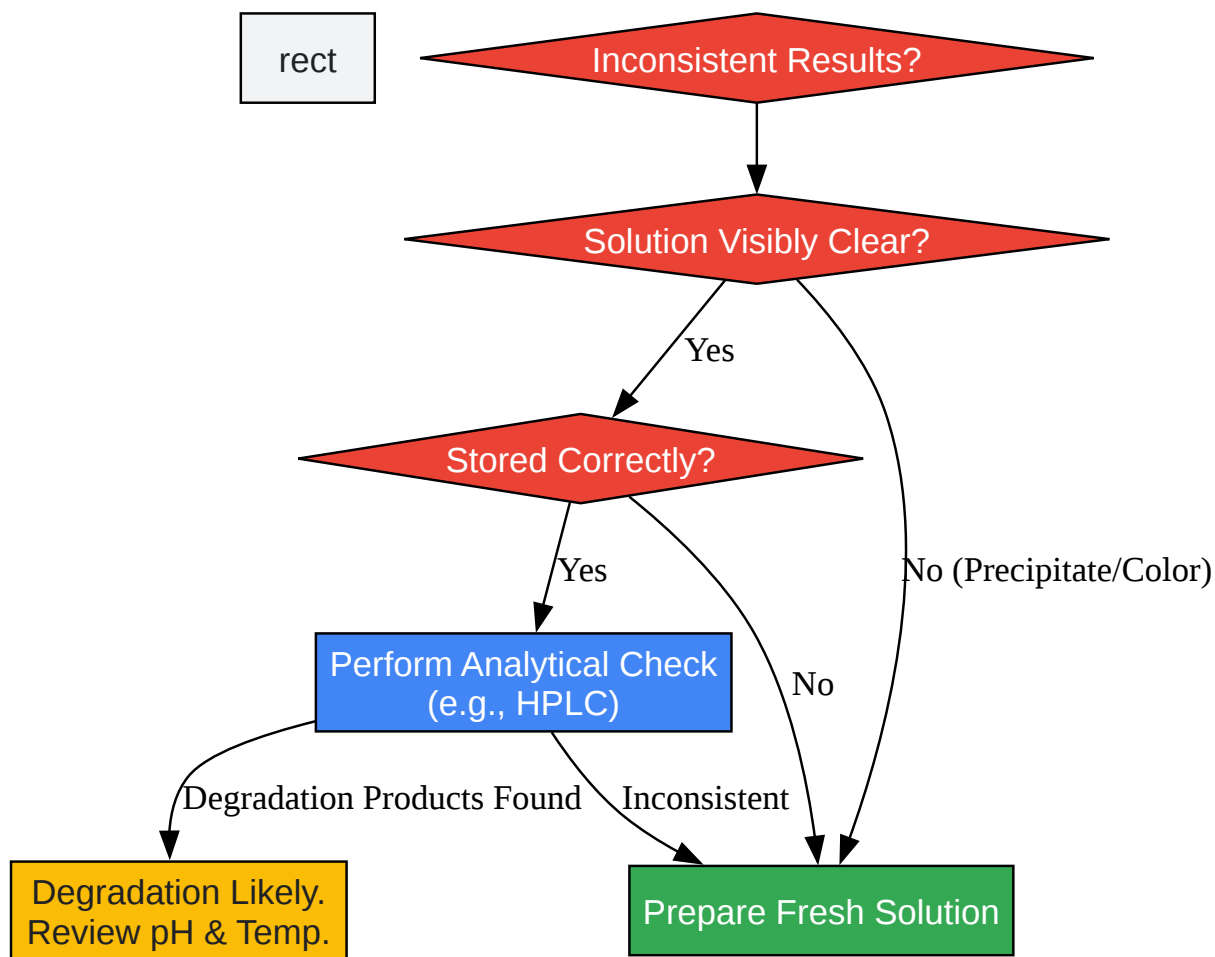 rect
Inconsistent Results?
Solution Visibly Clear?
Yes
Stored Correctly?
Yes
No (Precipitate/Color)
Perform Analytical Check
(e.g., HPLC)
No
Degradation Products Found
Inconsistent
Degradation Likely.
Review pH & Temp.
Prepare Fresh Solution